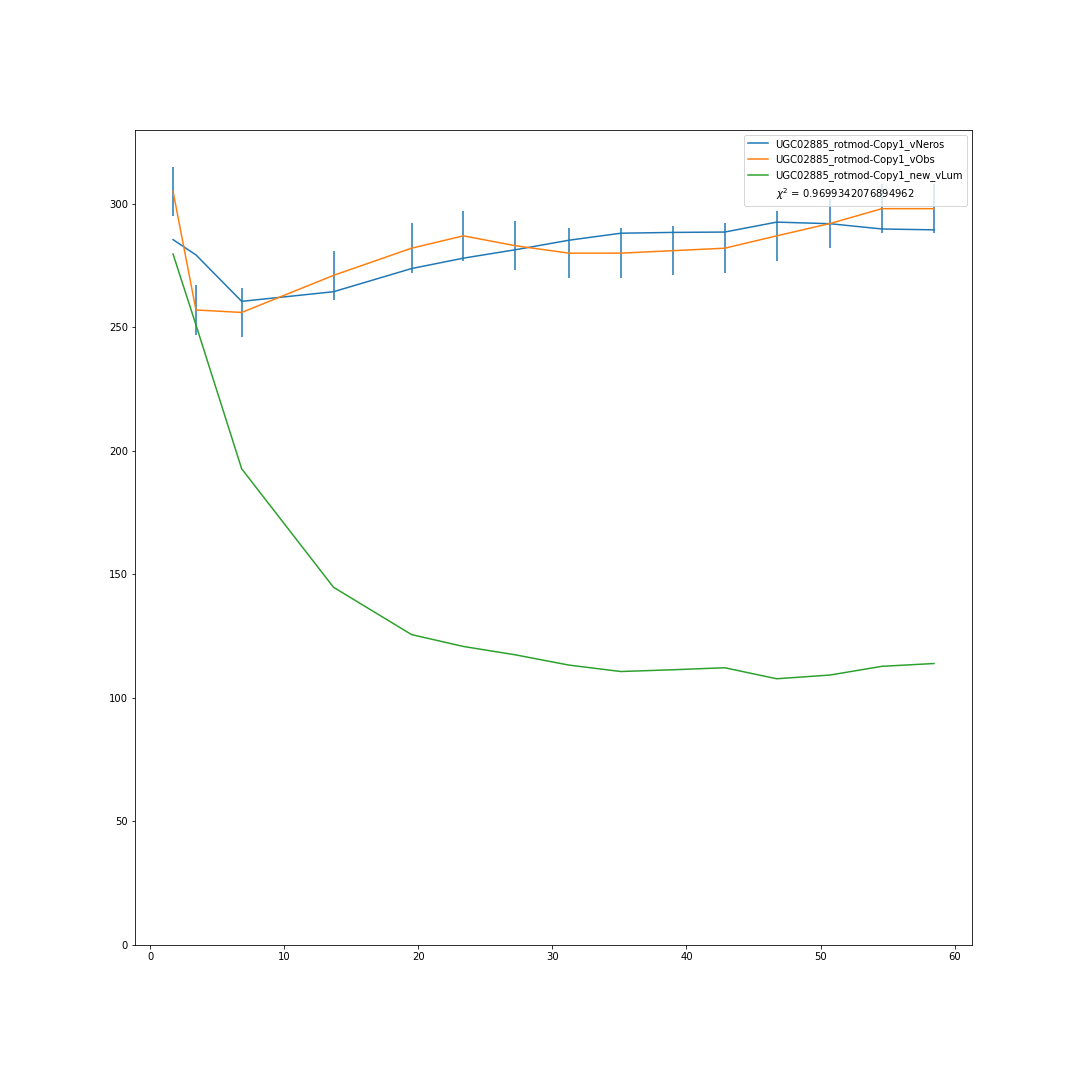 UGC02885_rotmod-Copy1_vNeros
UGC02885_rotmod-Copy1_vObs
UGC02885_rotmod-Copy1_new_vLum
χ² = 0.9699342076894962
300
250
200
150
100
50
0
0 10 20 30 40 50 60